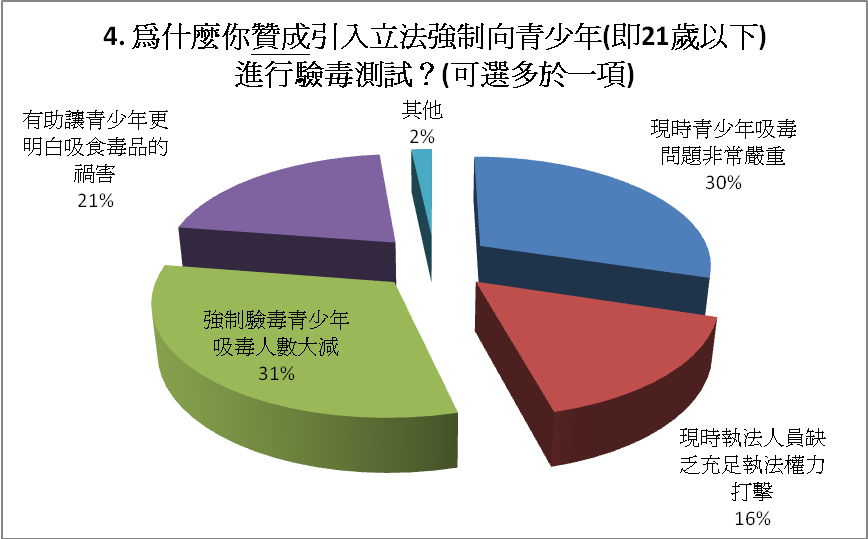 4. 爲什麼你贊成引入立法強制向青少年(即21歲以下)
進行驗毒測試？(可選多於一項)
其他
2%
有助讓青少年更
明白吸食毒品的
禍害
21%
現時青少年吸毒
問題非常嚴重
30%
強制驗毒青少年
吸毒人數大減
31%
現時執法人員缺
乏充足執法權力
打擊
16%